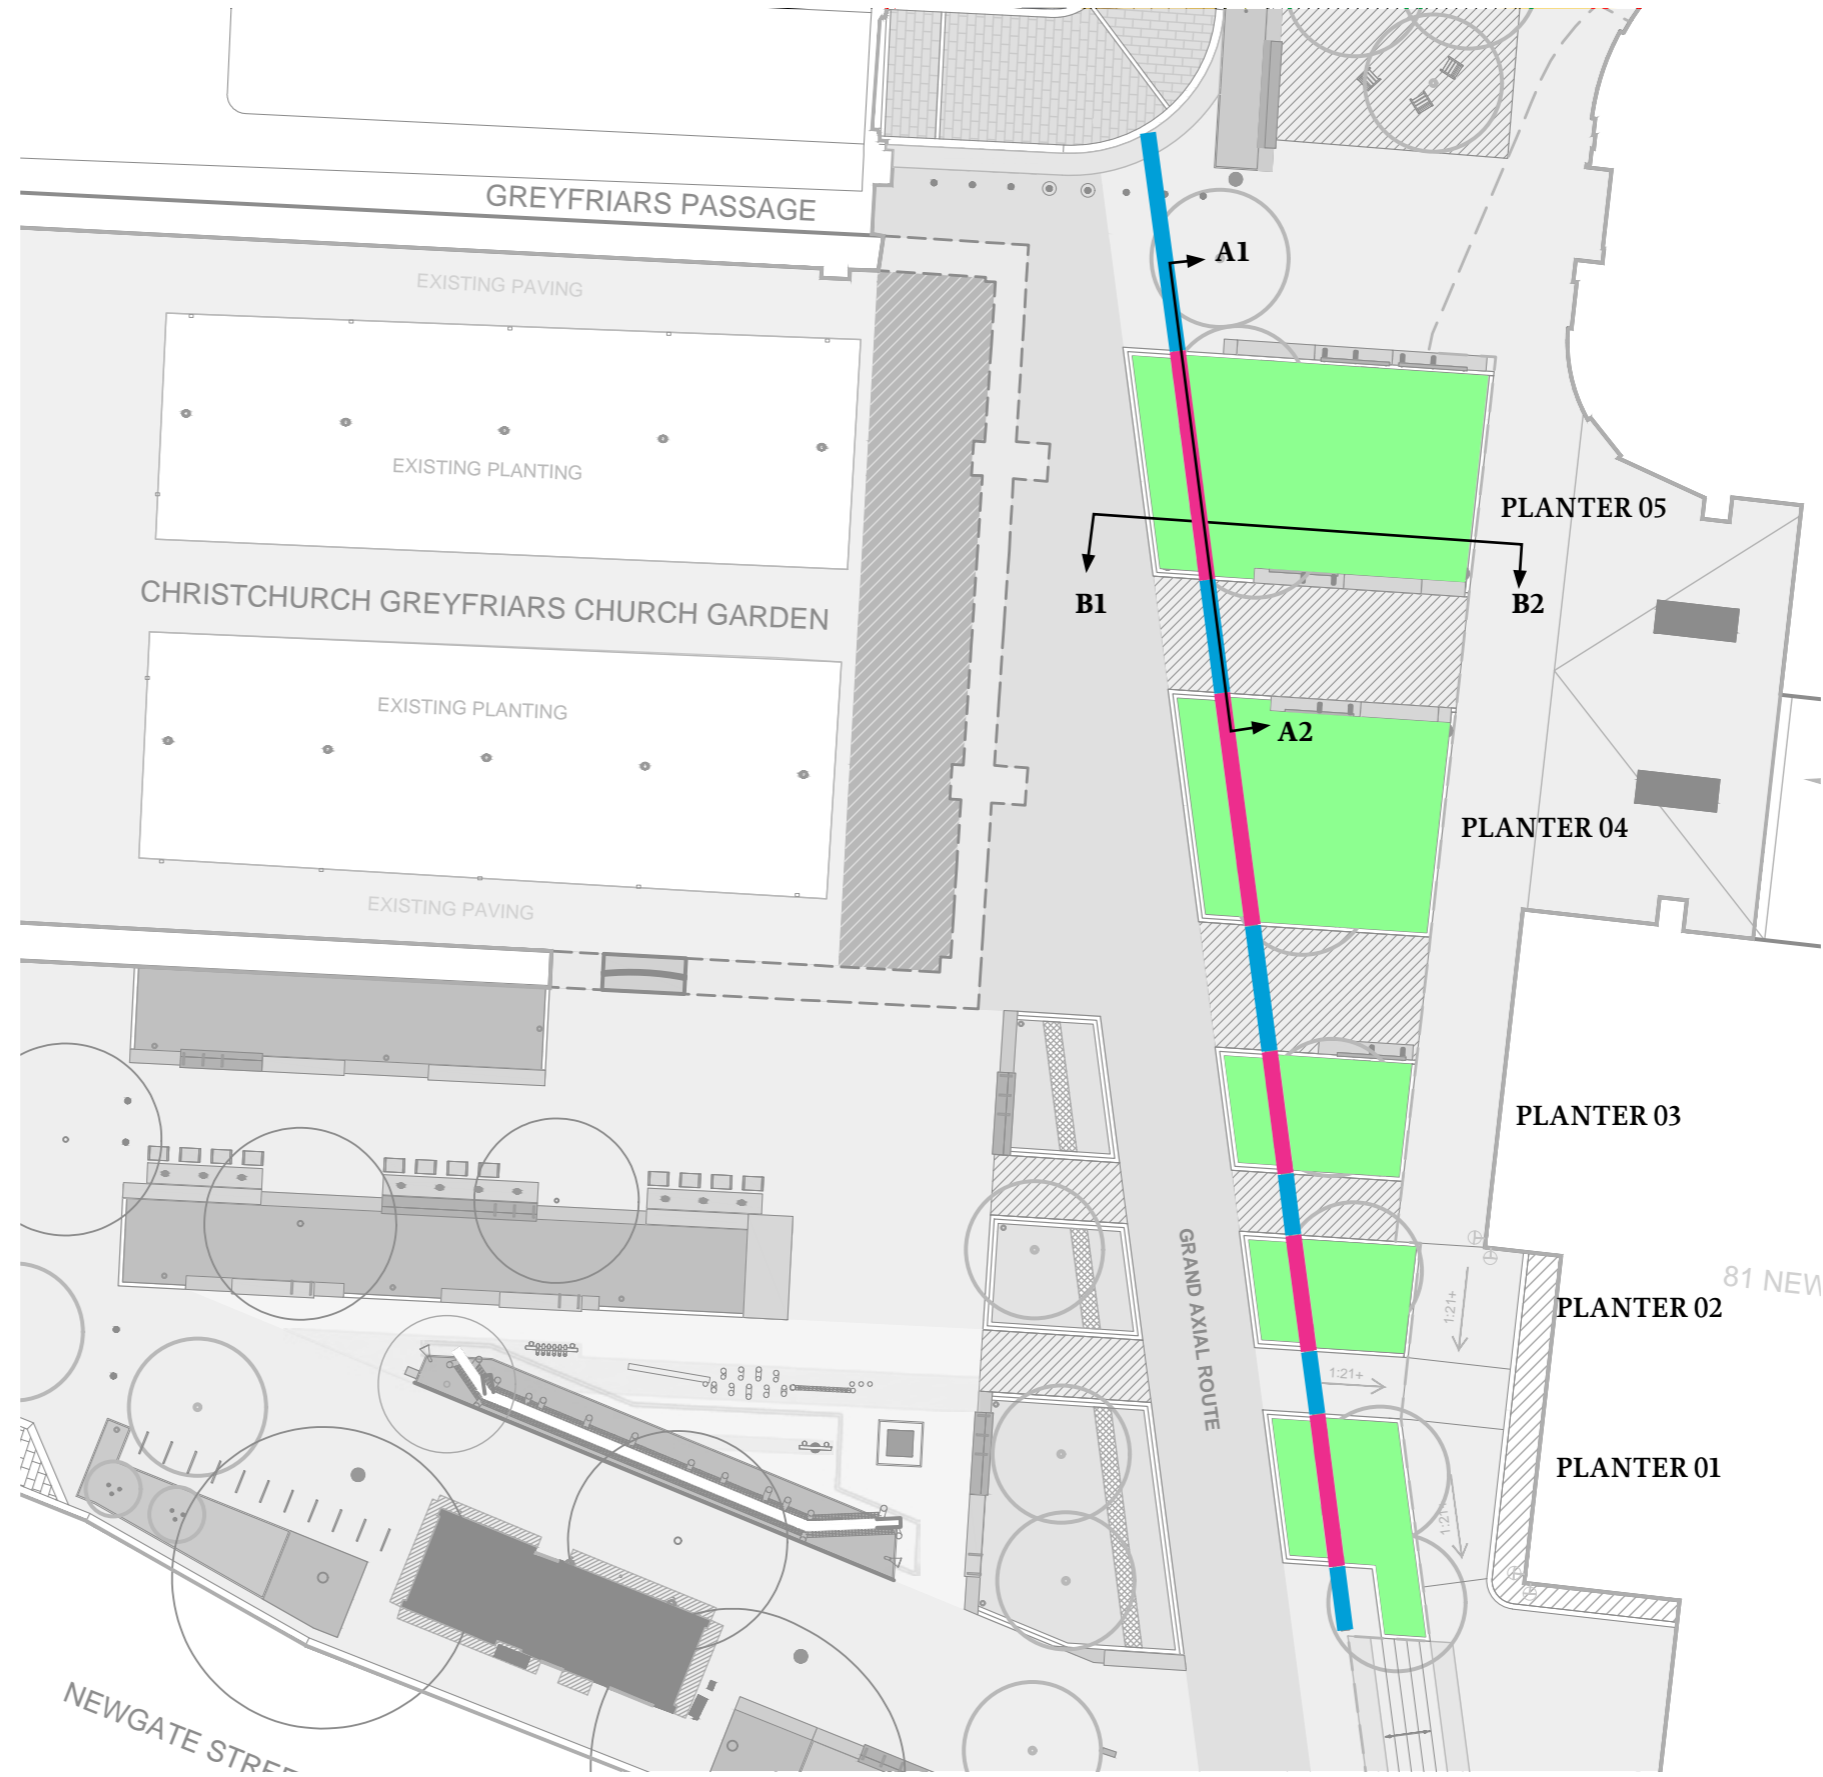 GREYFRIARS PASSAGE
A1
EXISTING PAVING
EXISTING PLANTING
PLANTER 05
CHRISTCHURCH GREYFRIARS CHURCH GARDEN
B1
B2
EXISTING PLANTING
A2
PLANTER 04
EXISTING PAVING
PLANTER 03
GRAND AXIAL ROUTE
81 NEW
1:21+
PLANTER 02
1:21+
PLANTER 01
1:21+
NEWGATE STREE